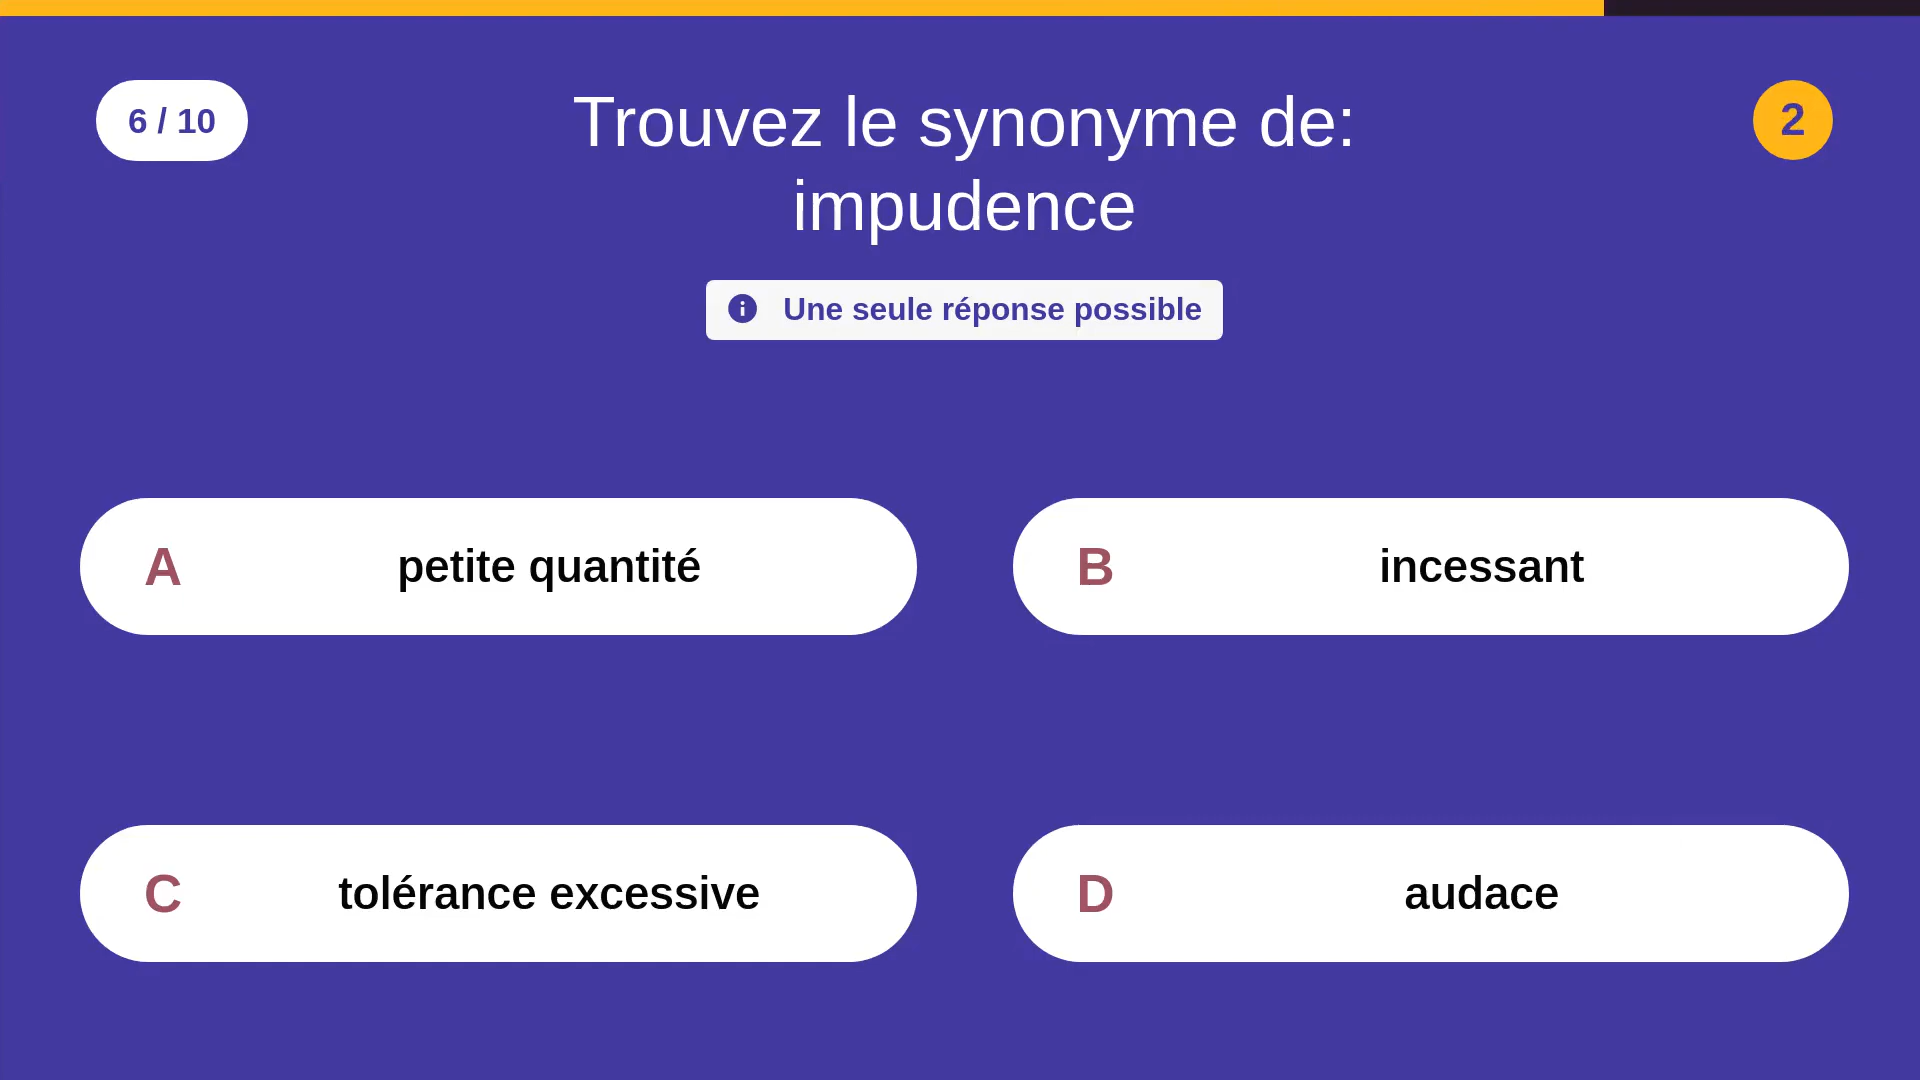 6 / 10
Trouvez le synonyme de:
impudence
2
Une seule réponse possible
A petite quantité
B incessant
C tolérance excessive
D audace